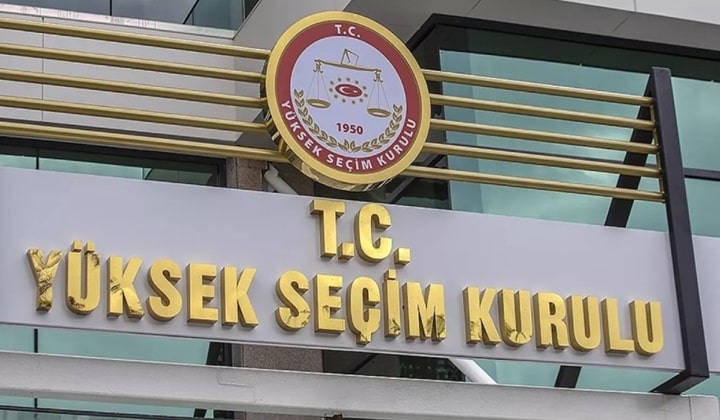 T.C.
1950
YÜKSEK SEÇİM KURULU
T.C.
YÜKSEK SEÇİM KURULU